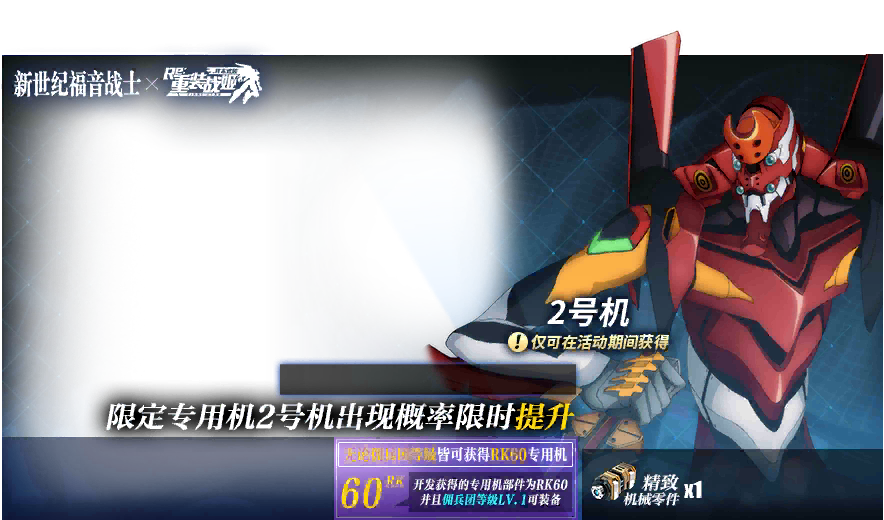 新世纪福音战士×RE:重装战姬
2号机
!仅可在活动期间获得
限定专用机2号机出现概率限时提升
皆可获得RK60专用机
60RK
开发获得的专用机部件为RK60
并且佣兵团等级LV.1可装备
精致
机械零件 x1